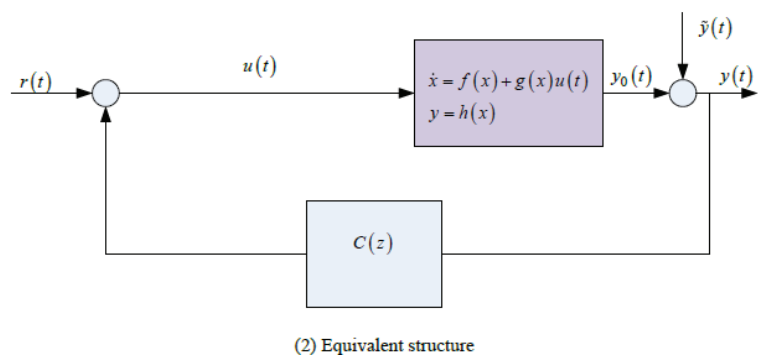 ỹ(t)
r(t)
u(t)
ẋ = f(x) + g(x)u(t)
y = h(x)
y₀(t)
y(t)
C(z)
(2) Equivalent structure